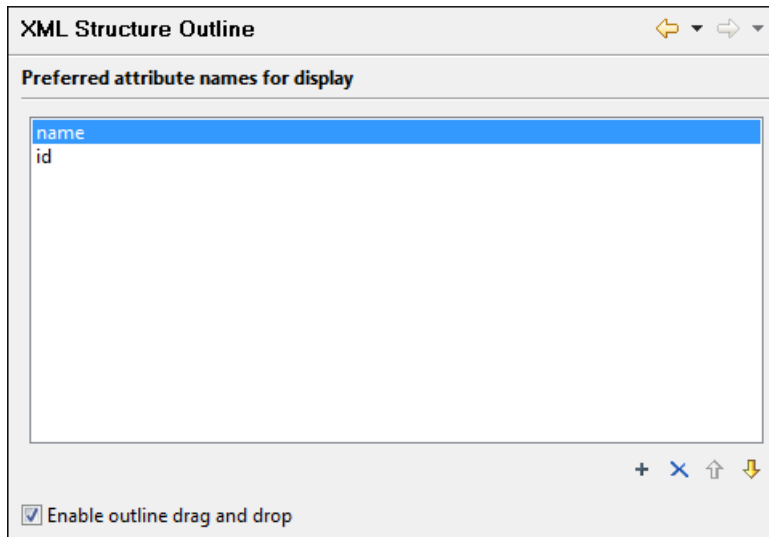 XML Structure Outline
Preferred attribute names for display
name
id
Enable outline drag and drop